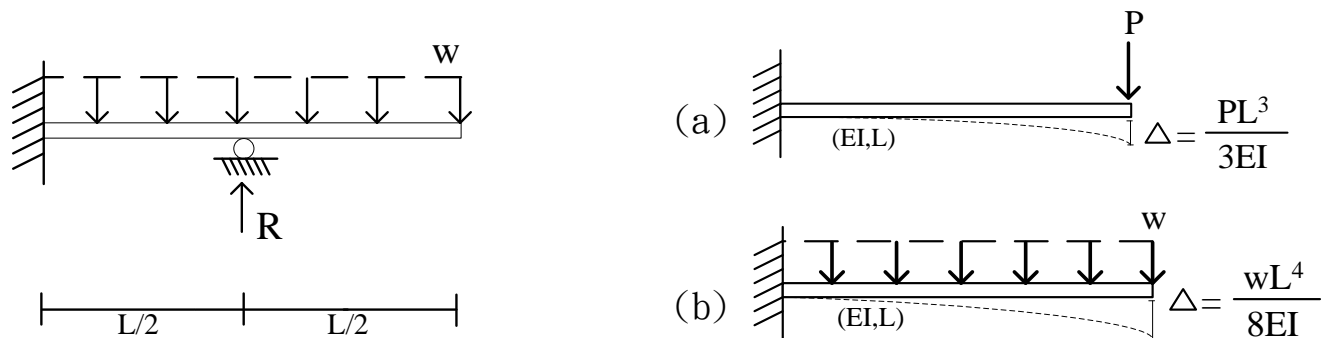 w
R
L/2
L/2
(a)
P
(EI,L)
△ = PL³/3EI
(b)
w
(EI,L)
△ = wL⁴/8EI